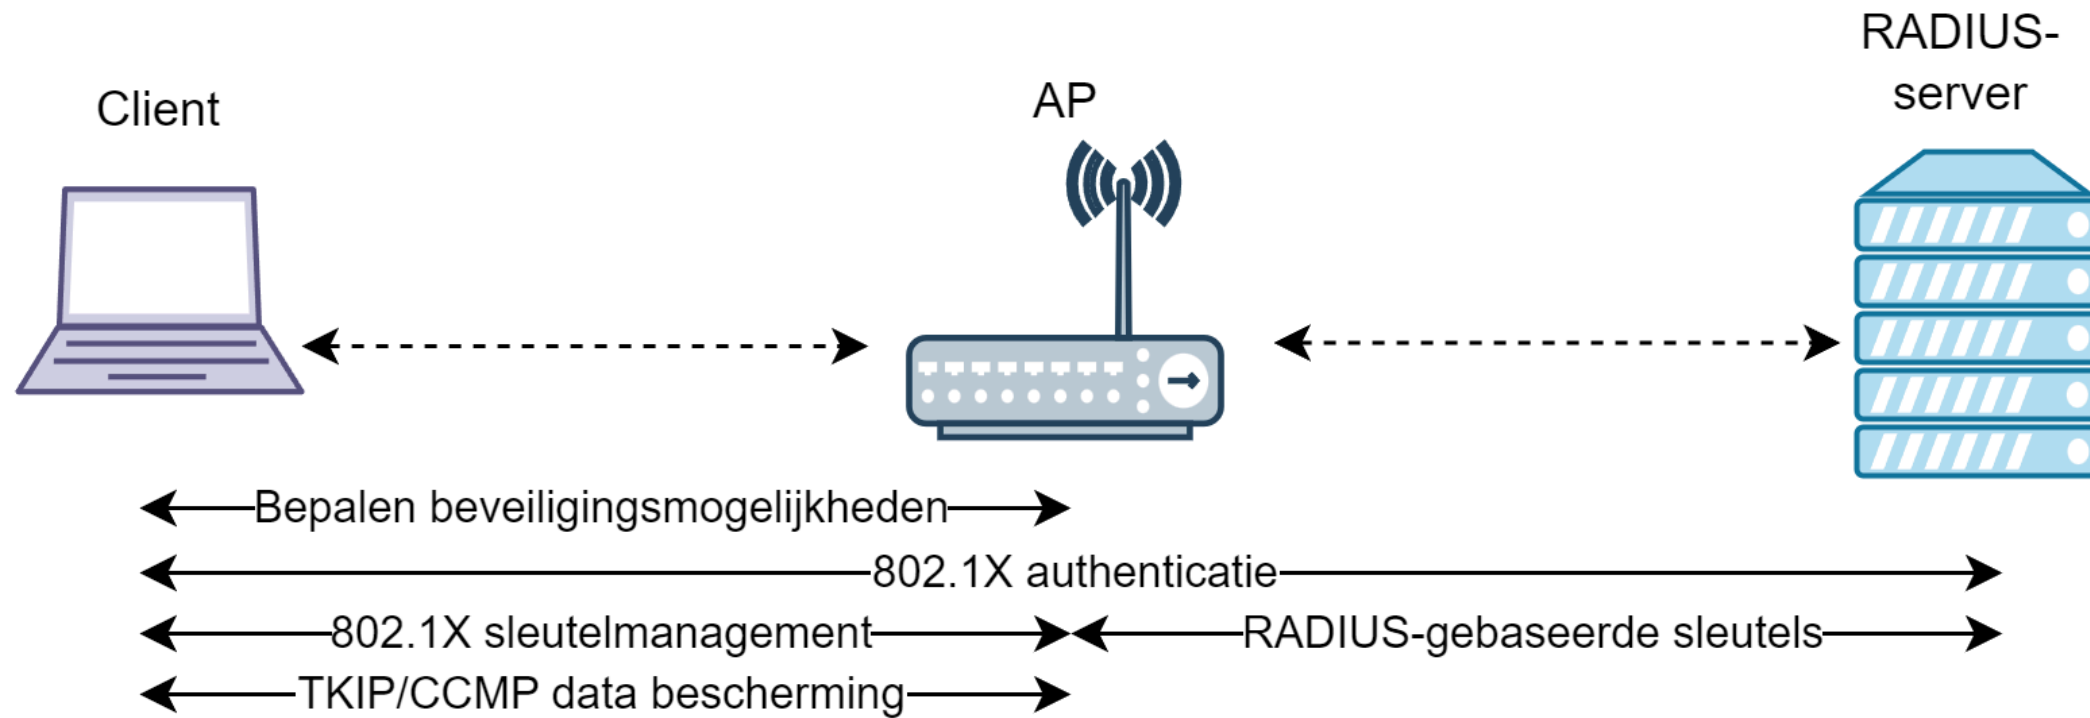 Client
AP
RADIUS-
server
Bepalen beveiligingsmogelijkheden
802.1X authenticatie
802.1X sleutelmanagement
RADIUS-gebaseerde sleutels
TKIP/CCMP data bescherming